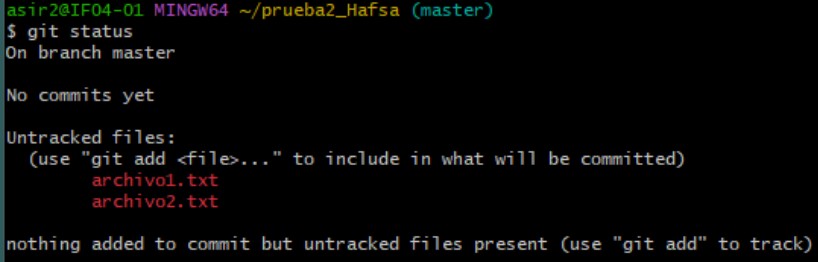 asir2@IF04-01 MINGW64 ~/prueba2_Hafsa (master)
$ git status
On branch master
No commits yet
Untracked files:
(use "git add <file>..." to include in what will be committed)
archivo1.txt
archivo2.txt
nothing added to commit but untracked files present (use "git add" to track)